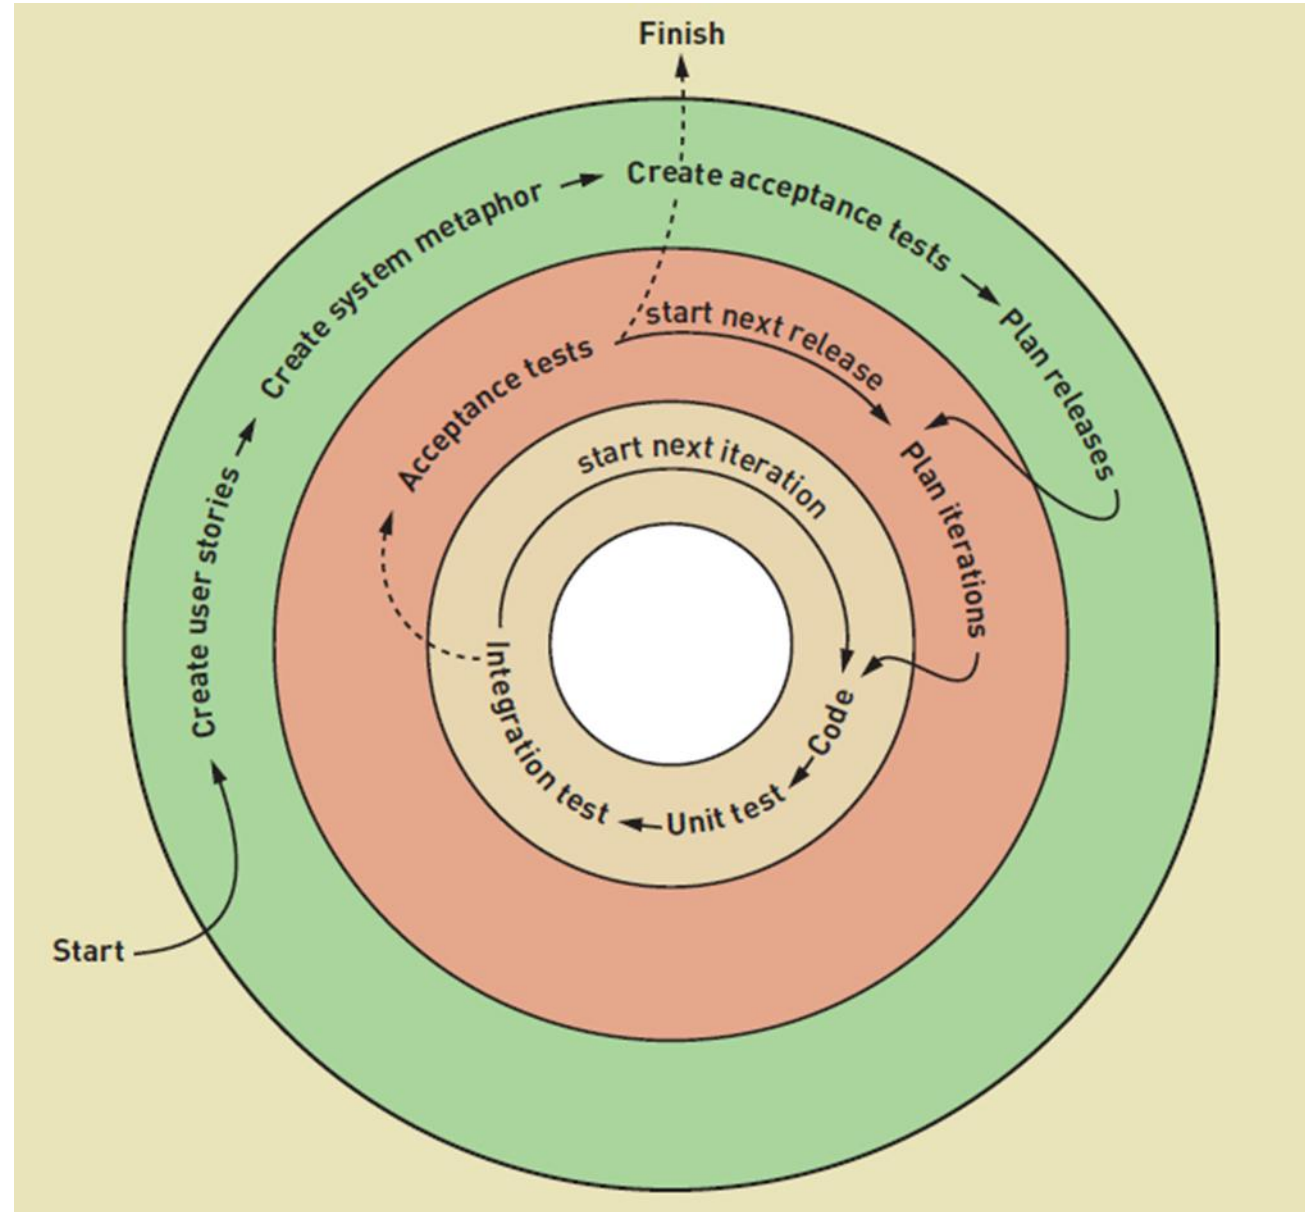 Finish
Create acceptance tests
Create system metaphor
Plan releases
start next release
Acceptance tests
Plan iterations
start next iteration
Create user stories
Integration test
Code
Unit test
Start